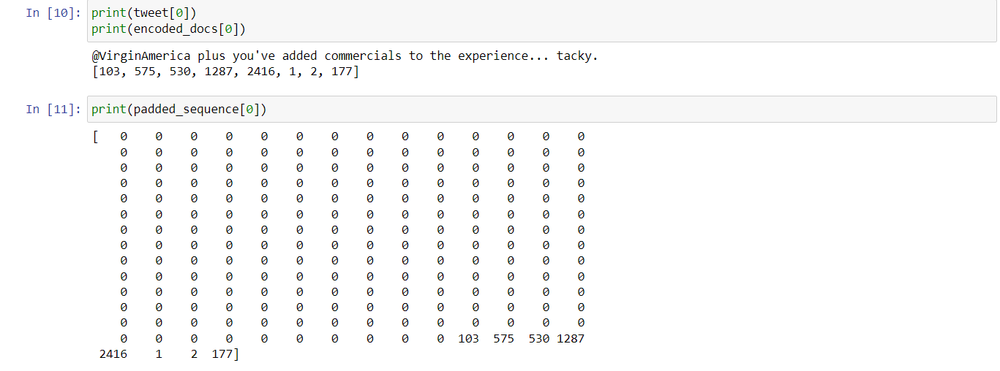 In [10]: print(tweet[0])
print(encoded_docs[0])
@VirginAmerica plus you've added commercials to the experience... tacky.
[103, 575, 530, 1287, 2416, 1, 2, 177]
In [11]: print(padded_sequence[0])
[ 0 0 0 0 0 0 0 0 0 0 0 0 0 0
0 0 0 0 0 0 0 0 0 0 0 0 0 0
0 0 0 0 0 0 0 0 0 0 0 0 0 0
0 0 0 0 0 0 0 0 0 0 0 0 0 0
0 0 0 0 0 0 0 0 0 0 0 0 0 0
0 0 0 0 0 0 0 0 0 0 0 0 0 0
0 0 0 0 0 0 0 0 0 0 0 0 0 0
0 0 0 0 0 0 0 0 0 0 0 0 0 0
0 0 0 0 0 0 0 0 0 0 0 0 0 0
0 0 0 0 0 0 0 0 0 0 0 0 0 0
0 0 0 0 0 0 0 0 0 0 0 0 0 0
0 0 0 0 0 0 0 0 0 0 0 0 0 0
0 0 0 0 0 0 0 0 0 0 0 0 0 0
0 0 0 0 0 0 0 0 0 0 103 575 530 1287
2416 1 2 177]